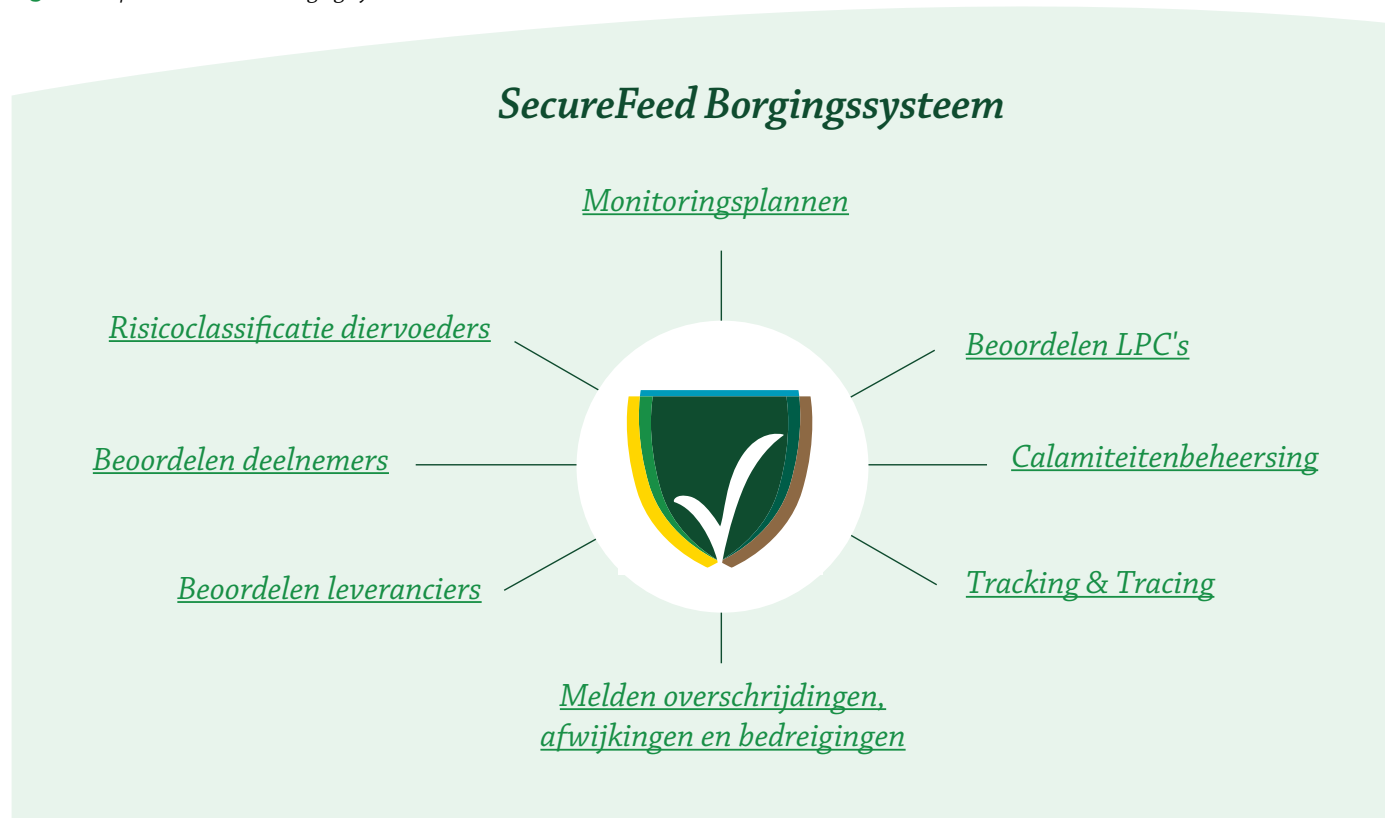 SecureFeed Borgingssysteem
Monitoringsplannen
Risicoclassificatie diervoeders
Beoordelen LPC's
Beoordelen deelnemers
Calamiteitenbeheersing
Beoordelen leveranciers
Tracking & Tracing
Melden overschrijdingen,
afwijkingen en bedreigingen